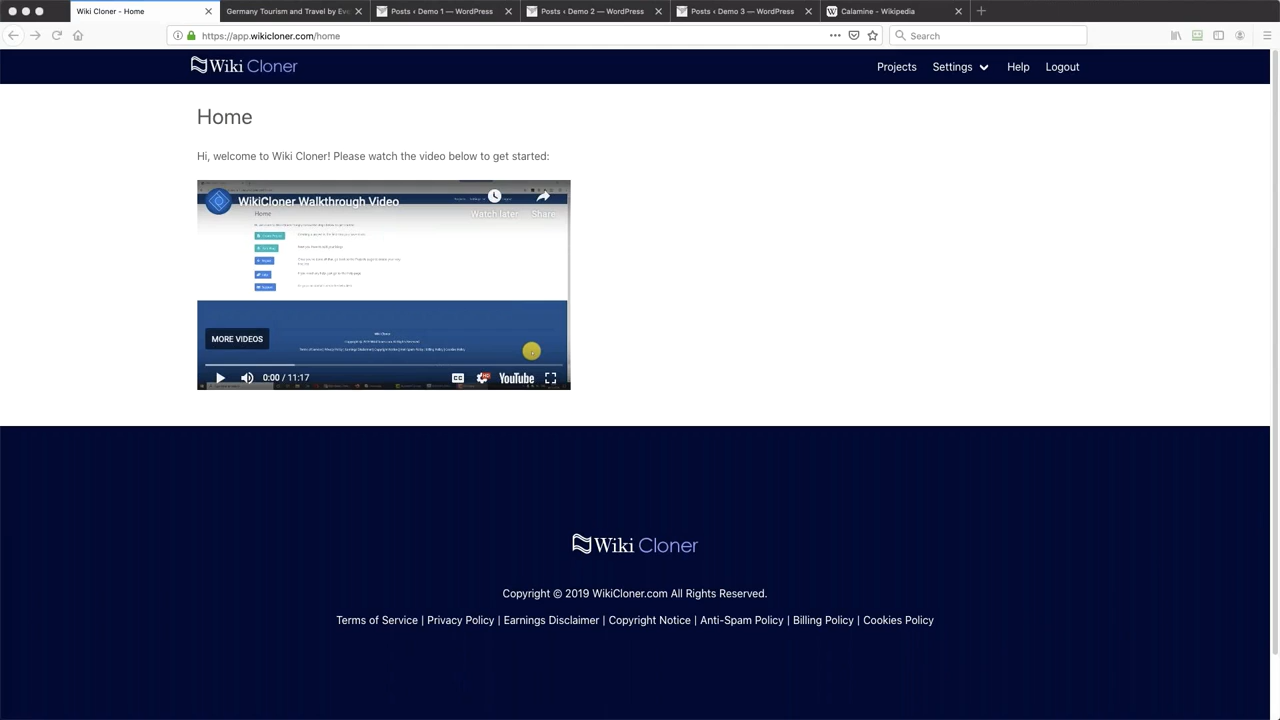 Wiki Cloner - Home
Germany Tourism and Travel by Eve
Posts ‹ Demo 1 — WordPress
Posts ‹ Demo 2 — WordPress
Posts ‹ Demo 3 — WordPress
Calamine - Wikipedia
https://app.wikicloner.com/home
Search
Wiki Cloner
Projects Settings Help Logout
Home
Hi, welcome to Wiki Cloner! Please watch the video below to get started:
WikiCloner Walkthrough Video
Watch later Share
Home
MORE VIDEOS
0:00 / 11:17
CC HD YouTube
Wiki Cloner
Copyright © 2019 WikiCloner.com All Rights Reserved.
Terms of Service | Privacy Policy | Earnings Disclaimer | Copyright Notice | Anti-Spam Policy | Billing Policy | Cookies Policy